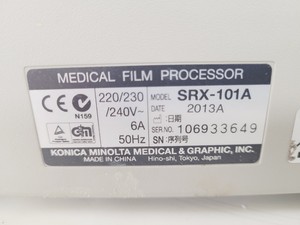 MEDICAL FILM PROCESSOR
CE N159 220/230/240V~ 6A 50Hz
MODEL SRX-101A
DATE 2013A
:日期
SER.NO. 106933649
SN:序列号
KONICA MINOLTA MEDICAL & GRAPHIC, INC.
MADE IN CHINA Hino-shi, Tokyo, Japan